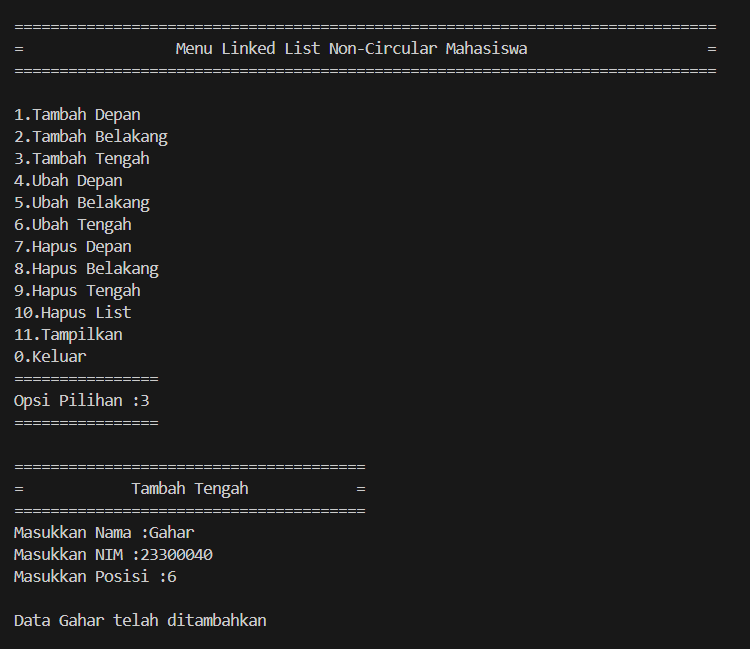 ==============================================================================
= Menu Linked List Non-Circular Mahasiswa =
==============================================================================
1.Tambah Depan
2.Tambah Belakang
3.Tambah Tengah
4.Ubah Depan
5.Ubah Belakang
6.Ubah Tengah
7.Hapus Depan
8.Hapus Belakang
9.Hapus Tengah
10.Hapus List
11.Tampilkan
0.Keluar
================
Opsi Pilihan :3
================
=======================================
= Tambah Tengah =
=======================================
Masukkan Nama :Gahar
Masukkan NIM :23300040
Masukkan Posisi :6
Data Gahar telah ditambahkan